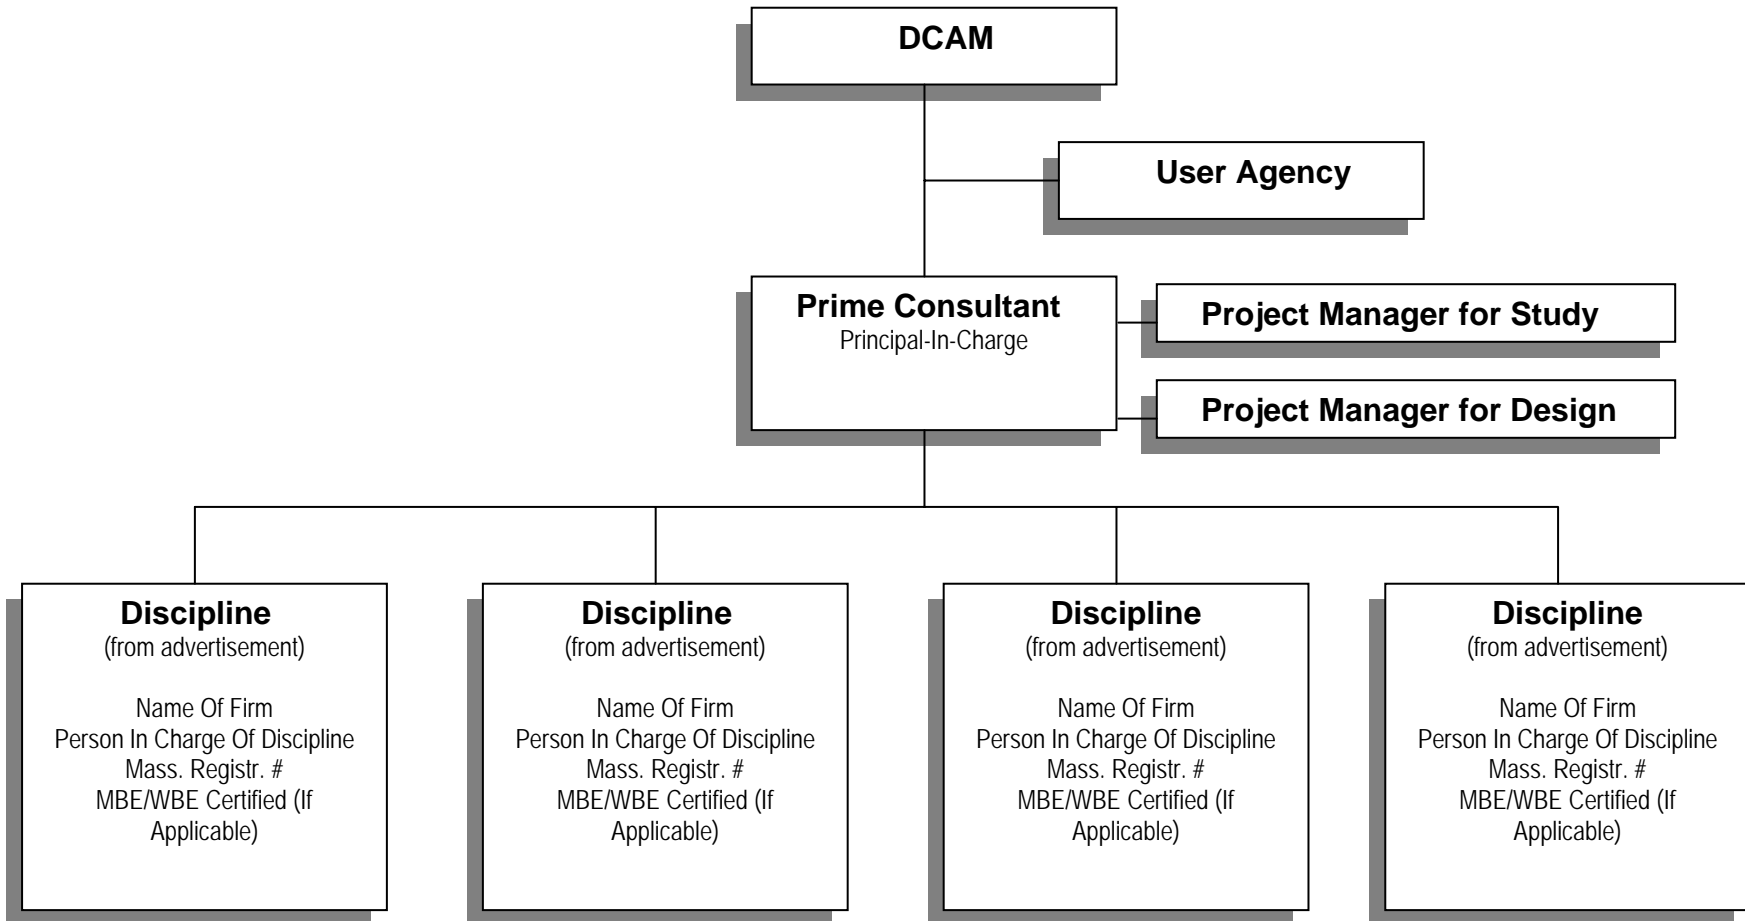 DCAM
User Agency
Prime Consultant
Principal-In-Charge
Project Manager for Study
Project Manager for Design
Discipline
(from advertisement)
Name Of Firm
Person In Charge Of Discipline
Mass. Registr. #
MBE/WBE Certified (If
Applicable)
Discipline
(from advertisement)
Name Of Firm
Person In Charge Of Discipline
Mass. Registr. #
MBE/WBE Certified (If
Applicable)
Discipline
(from advertisement)
Name Of Firm
Person In Charge Of Discipline
Mass. Registr. #
MBE/WBE Certified (If
Applicable)
Discipline
(from advertisement)
Name Of Firm
Person In Charge Of Discipline
Mass. Registr. #
MBE/WBE Certified (If
Applicable)